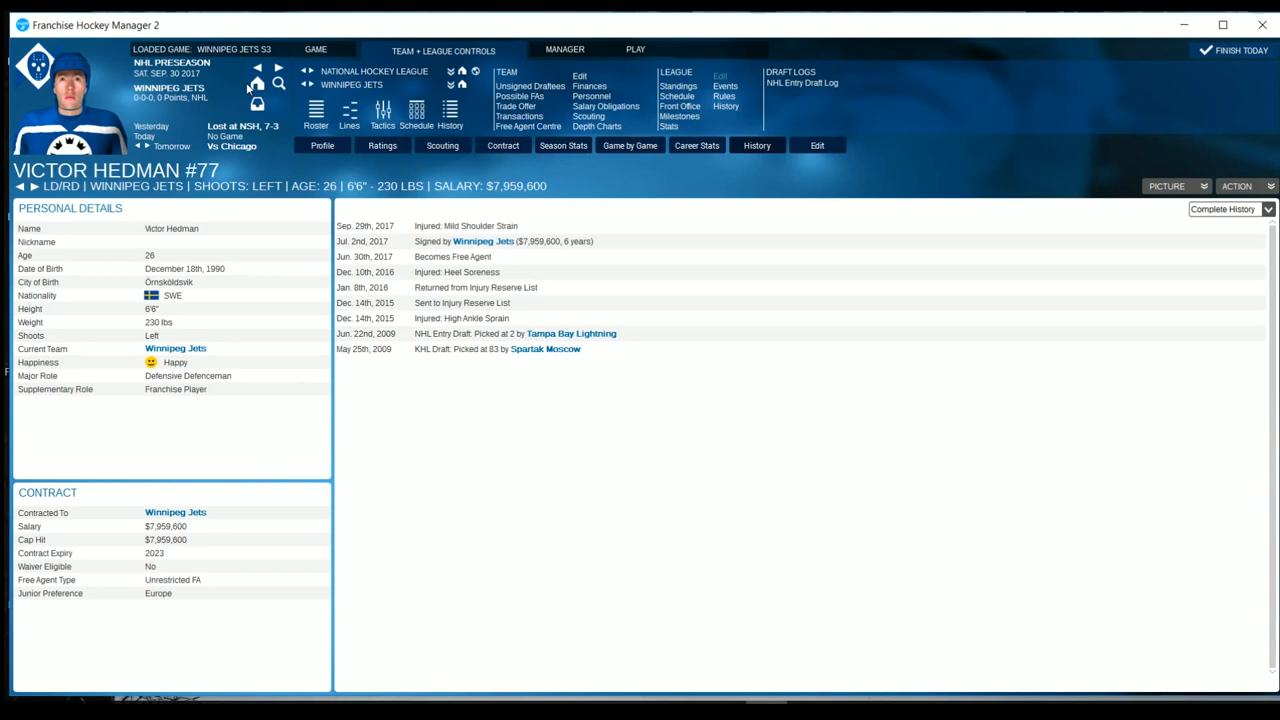 Franchise Hockey Manager 2
LOADED GAME: WINNIPEG JETS S3
GAME
TEAM + LEAGUE CONTROLS
MANAGER
PLAY
FINISH TODAY
NHL PRESEASON
SAT. SEP. 30 2017
WINNIPEG JETS
0-0-0, 0 Points, NHL
Yesterday Lost at NSH, 7-3
Today No Game
Tomorrow Vs Chicago
NATIONAL HOCKEY LEAGUE
WINNIPEG JETS
Roster Lines Tactics Schedule History
TEAM
Unsigned Draftees
Possible FAs
Trade Offer
Transactions
Free Agent Centre
Edit
Finances
Personnel
Salary Obligations
Scouting
Depth Charts
LEAGUE
Standings
Schedule
Front Office
Milestones
Stats
Edit
Events
Rules
History
DRAFT LOGS
NHL Entry Draft Log
Profile Ratings Scouting Contract Season Stats Game by Game Career Stats History Edit
VICTOR HEDMAN #77
LD/RD | WINNIPEG JETS | SHOOTS: LEFT | AGE: 26 | 6'6" - 230 LBS | SALARY: $7,959,600
PICTURE
ACTION
PERSONAL DETAILS
Name Victor Hedman
Nickname
Age 26
Date of Birth December 18th, 1990
City of Birth Örnsköldsvik
Nationality SWE
Height 6'6"
Weight 230 lbs
Shoots Left
Current Team Winnipeg Jets
Happiness Happy
Major Role Defensive Defenceman
Supplementary Role Franchise Player
CONTRACT
Contracted To Winnipeg Jets
Salary $7,959,600
Cap Hit $7,959,600
Contract Expiry 2023
Waiver Eligible No
Free Agent Type Unrestricted FA
Junior Preference Europe
Complete History
Sep. 29th, 2017 Injured: Mild Shoulder Strain
Jul. 2nd, 2017 Signed by Winnipeg Jets ($7,959,600, 6 years)
Jun. 30th, 2017 Becomes Free Agent
Dec. 10th, 2016 Injured: Heel Soreness
Jan. 8th, 2016 Returned from Injury Reserve List
Dec. 14th, 2015 Sent to Injury Reserve List
Dec. 14th, 2015 Injured: High Ankle Sprain
Jun. 22nd, 2009 NHL Entry Draft: Picked at 2 by Tampa Bay Lightning
May 25th, 2009 KHL Draft: Picked at 83 by Spartak Moscow